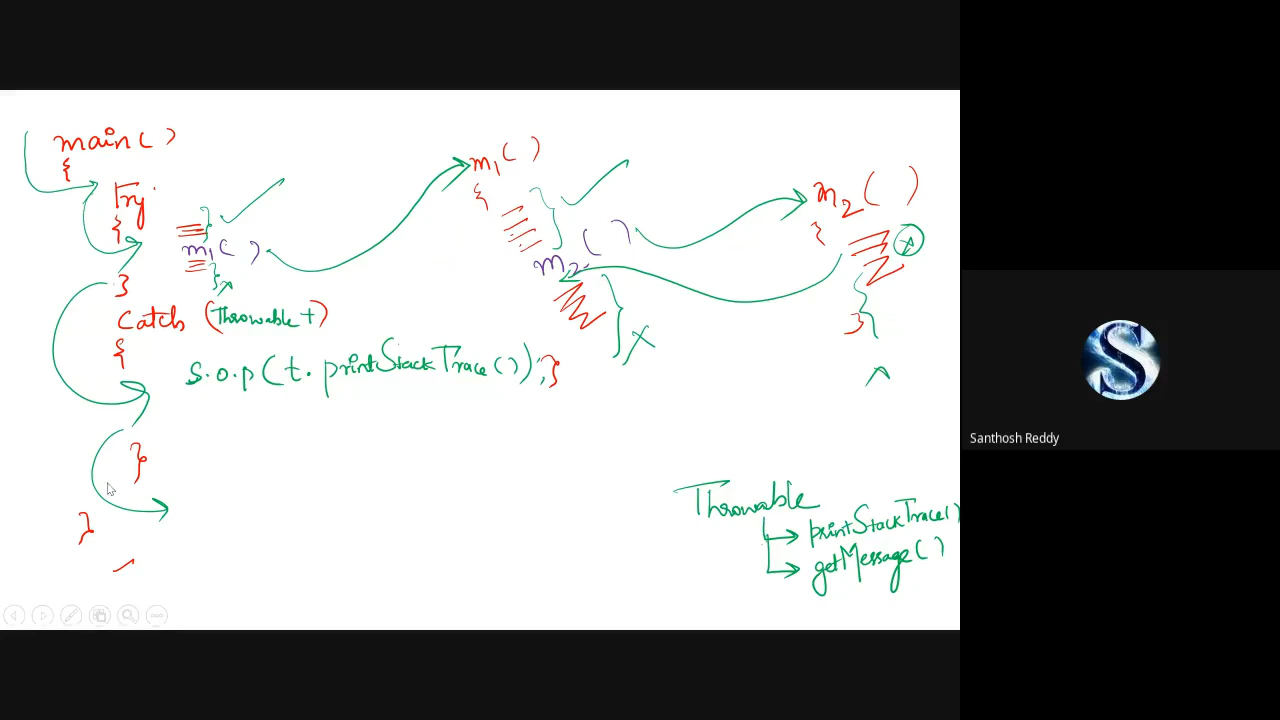 main( )
{
Try
{
m1( )
}
catch (Throwable t)
{
s.o.p(t.printStackTrace());}
}
}
m1( )
{
m2( )
m2( )
{
}
Throwable
printStackTrace()
getMessage()
Santhosh Reddy